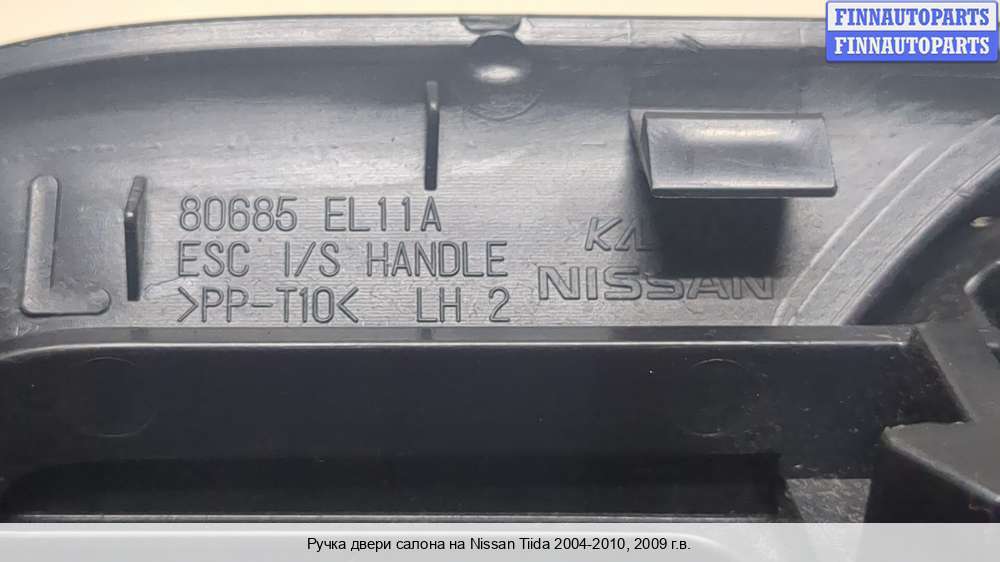 FINNAUTOPARTS
FINNAUTOPARTS
L
80685 EL11A
ESC I/S HANDLE
>PP-T10< LH 2
NISSAN
Ручка двери салона на Nissan Tiida 2004-2010, 2009 г.в.